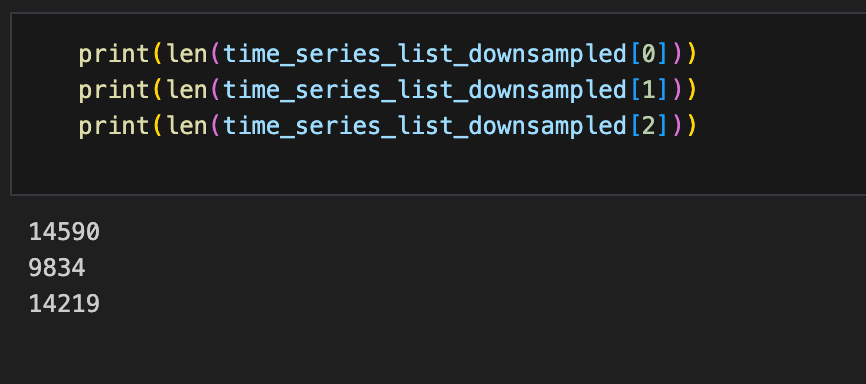 print(len(time_series_list_downsampled[0]))
print(len(time_series_list_downsampled[1]))
print(len(time_series_list_downsampled[2]))
14590
9834
14219